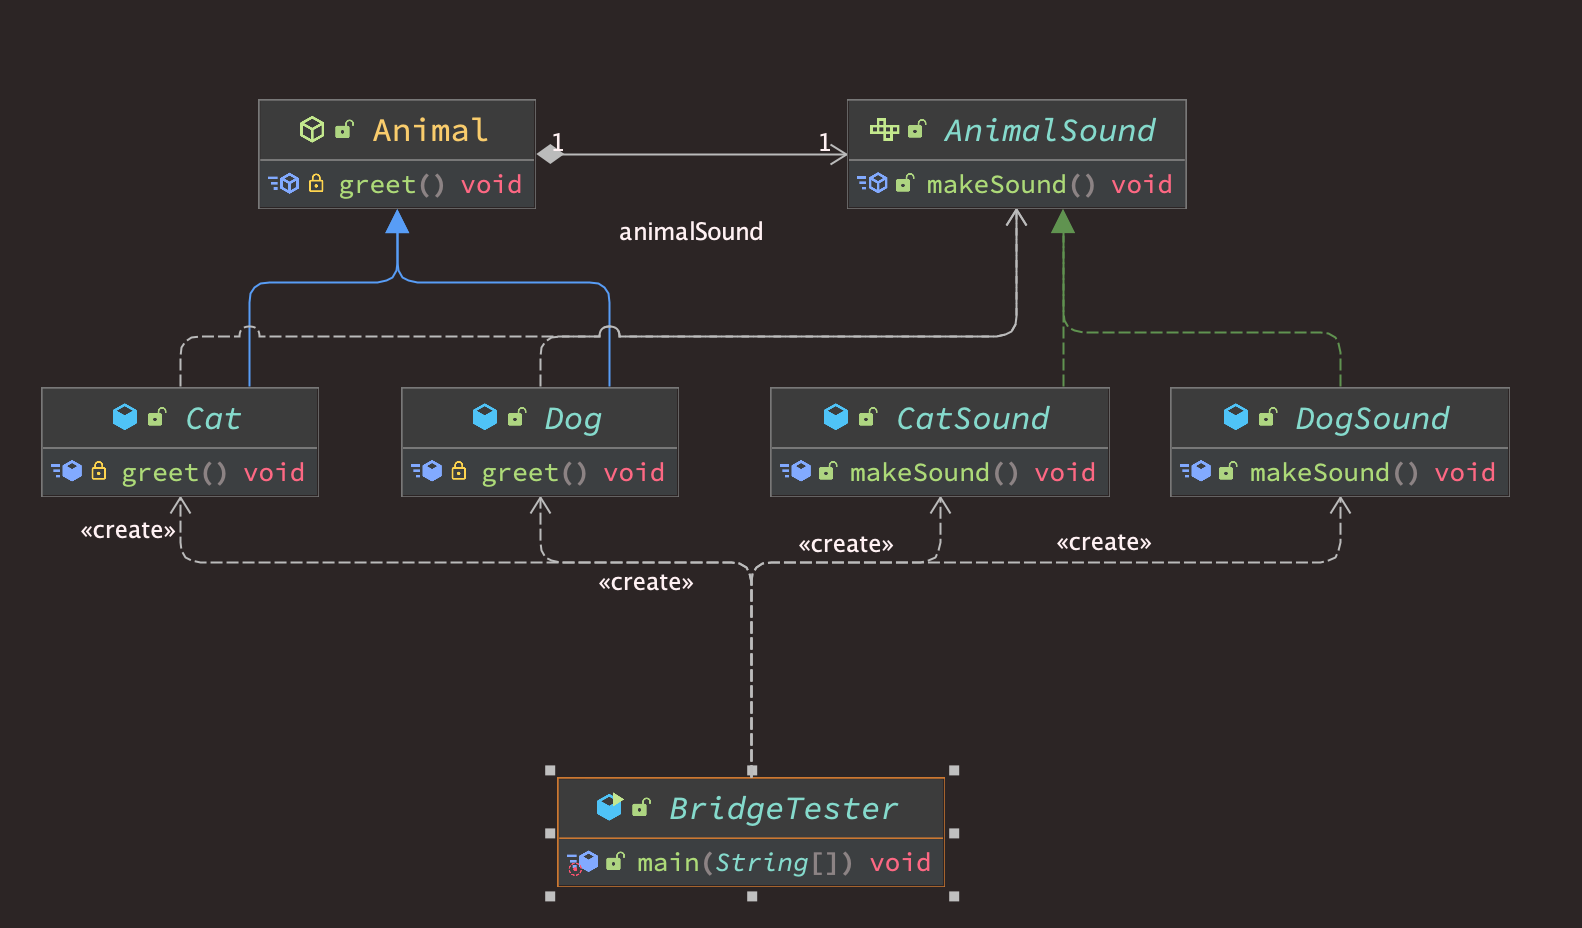 Animal
1
1
AnimalSound
greet() void
makeSound() void
animalSound
Cat
Dog
CatSound
DogSound
greet() void
greet() void
makeSound() void
makeSound() void
«create»
«create»
«create»
«create»
BridgeTester
main(String[]) void